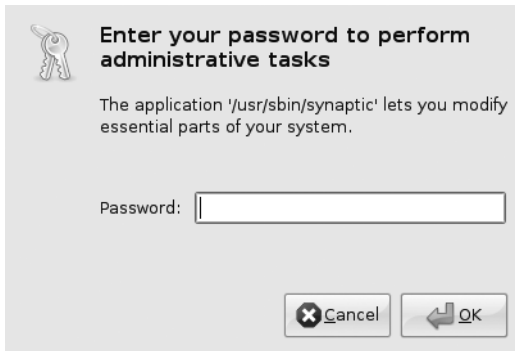 Enter your password to perform
administrative tasks
The application '/usr/sbin/synaptic' lets you modify
essential parts of your system.
Password:
Cancel
OK